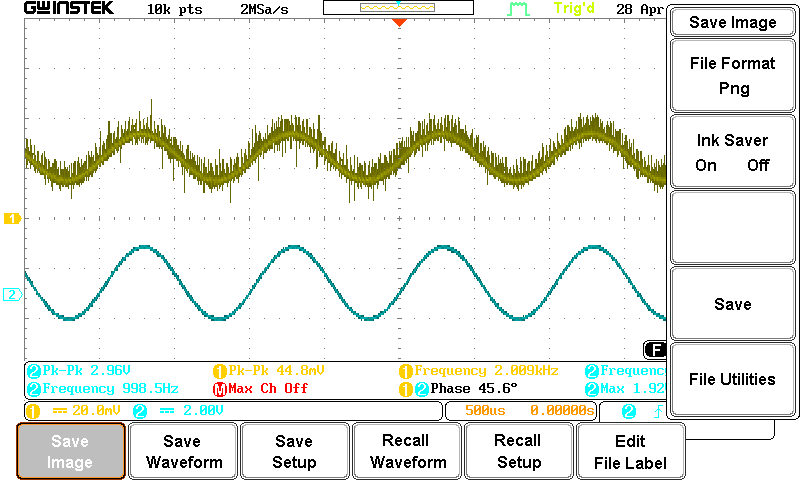 GWINSTEK 10k pts 2MSa/s Trig'd 28 Apr
Save Image
File Format
Png
Ink Saver
On Off
1
2
Save
F
File Utilities
2 Pk-Pk 2.96V 1 Pk-Pk 44.8mV 1 Frequency 2.009kHz 2 Frequenc
2 Frequency 998.5Hz M Max Ch Off 1 2 Phase 45.6° 2 Max 1.92
1 20.0mV 2 2.00V 500us 0.00000s 2
Save
Image
Save
Waveform
Save
Setup
Recall
Waveform
Recall
Setup
Edit
File Label